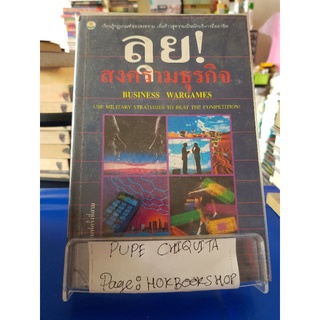 ลุย!
สงครามธุรกิจ
BUSINESS WARGAMES
USE MILITARY STRATEGIES TO BEAT THE COMPETITION!
PUPE CHIQUITA
Page: HOKBOOKSHOP